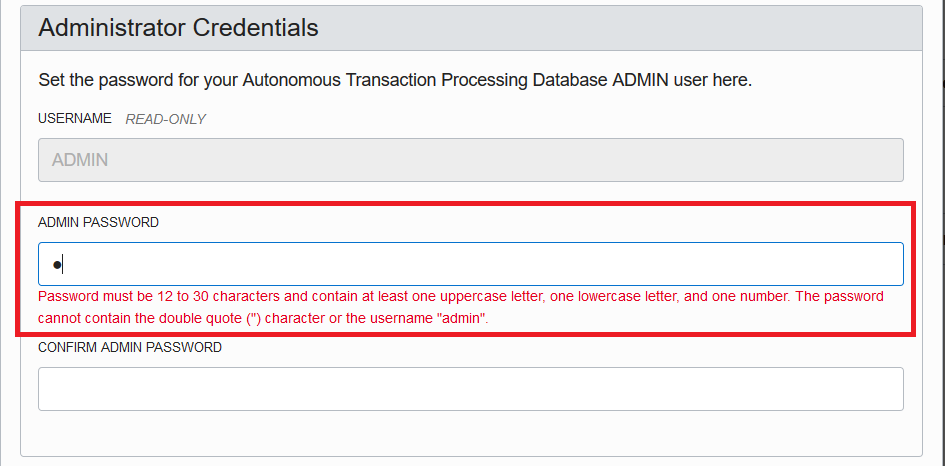 Administrator Credentials
Set the password for your Autonomous Transaction Processing Database ADMIN user here.
USERNAME READ-ONLY
ADMIN
ADMIN PASSWORD
Password must be 12 to 30 characters and contain at least one uppercase letter, one lowercase letter, and one number. The password
cannot contain the double quote (") character or the username "admin".
CONFIRM ADMIN PASSWORD